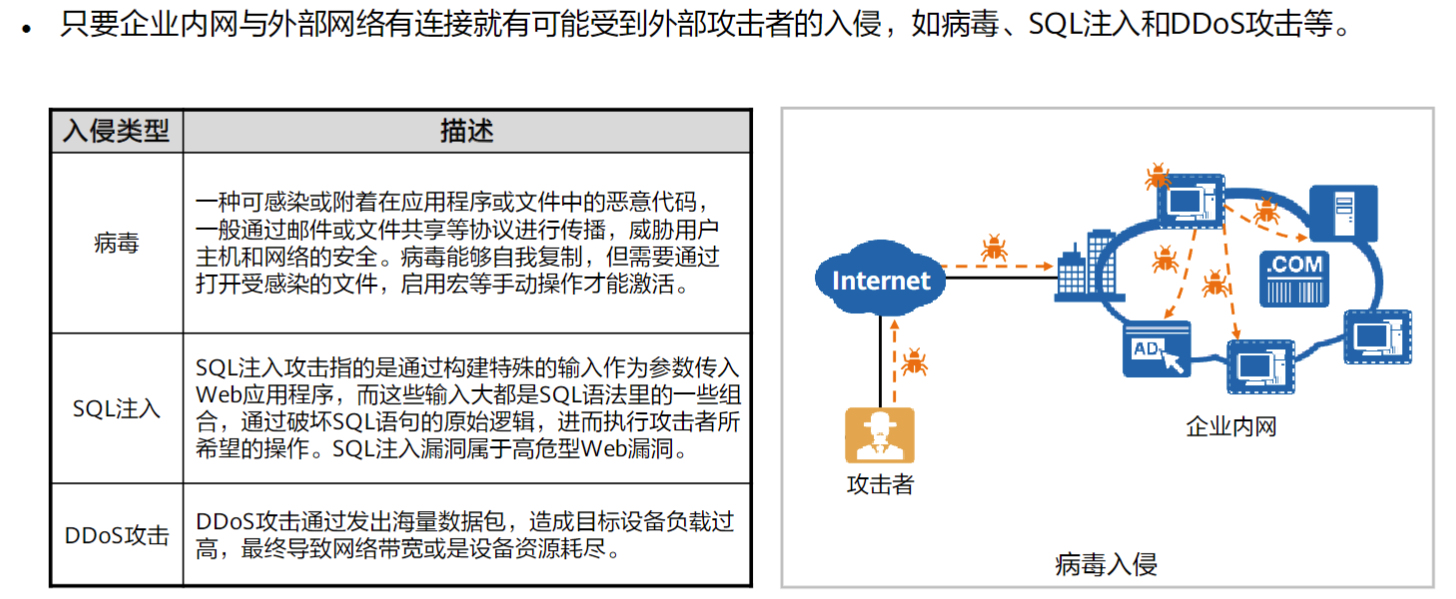 • 只要企业内网与外部网络有连接就有可能受到外部攻击者的入侵，如病毒、SQL注入和DDoS攻击等。
入侵类型
描述
病毒
一种可感染或附着在应用程序或文件中的恶意代码，
一般通过邮件或文件共享等协议进行传播，威胁用户
主机和网络的安全。病毒能够自我复制，但需要通过
打开受感染的文件，启用宏等手动操作才能激活。
SQL注入
SQL注入攻击指的是通过构建特殊的输入作为参数传入
Web应用程序，而这些输入大都是SQL语法里的一些组
合，通过破坏SQL语句的原始逻辑，进而执行攻击者所
希望的操作。SQL注入漏洞属于高危型Web漏洞。
DDoS攻击
DDoS攻击通过发出海量数据包，造成目标设备负载过
高，最终导致网络带宽或是设备资源耗尽。
Internet
.COM
AD
企业内网
攻击者
病毒入侵